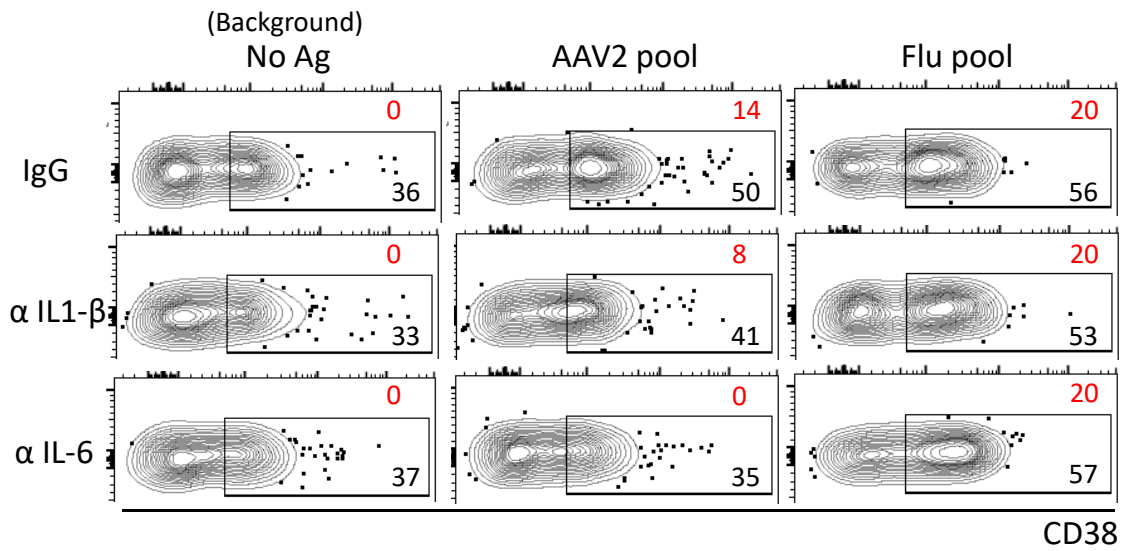 (Background)
No Ag AAV2 pool Flu pool
0 14 20
IgG
36 50 56
0 8 20
α IL1-β
33 41 53
0 0 20
α IL-6
37 35 57
CD38